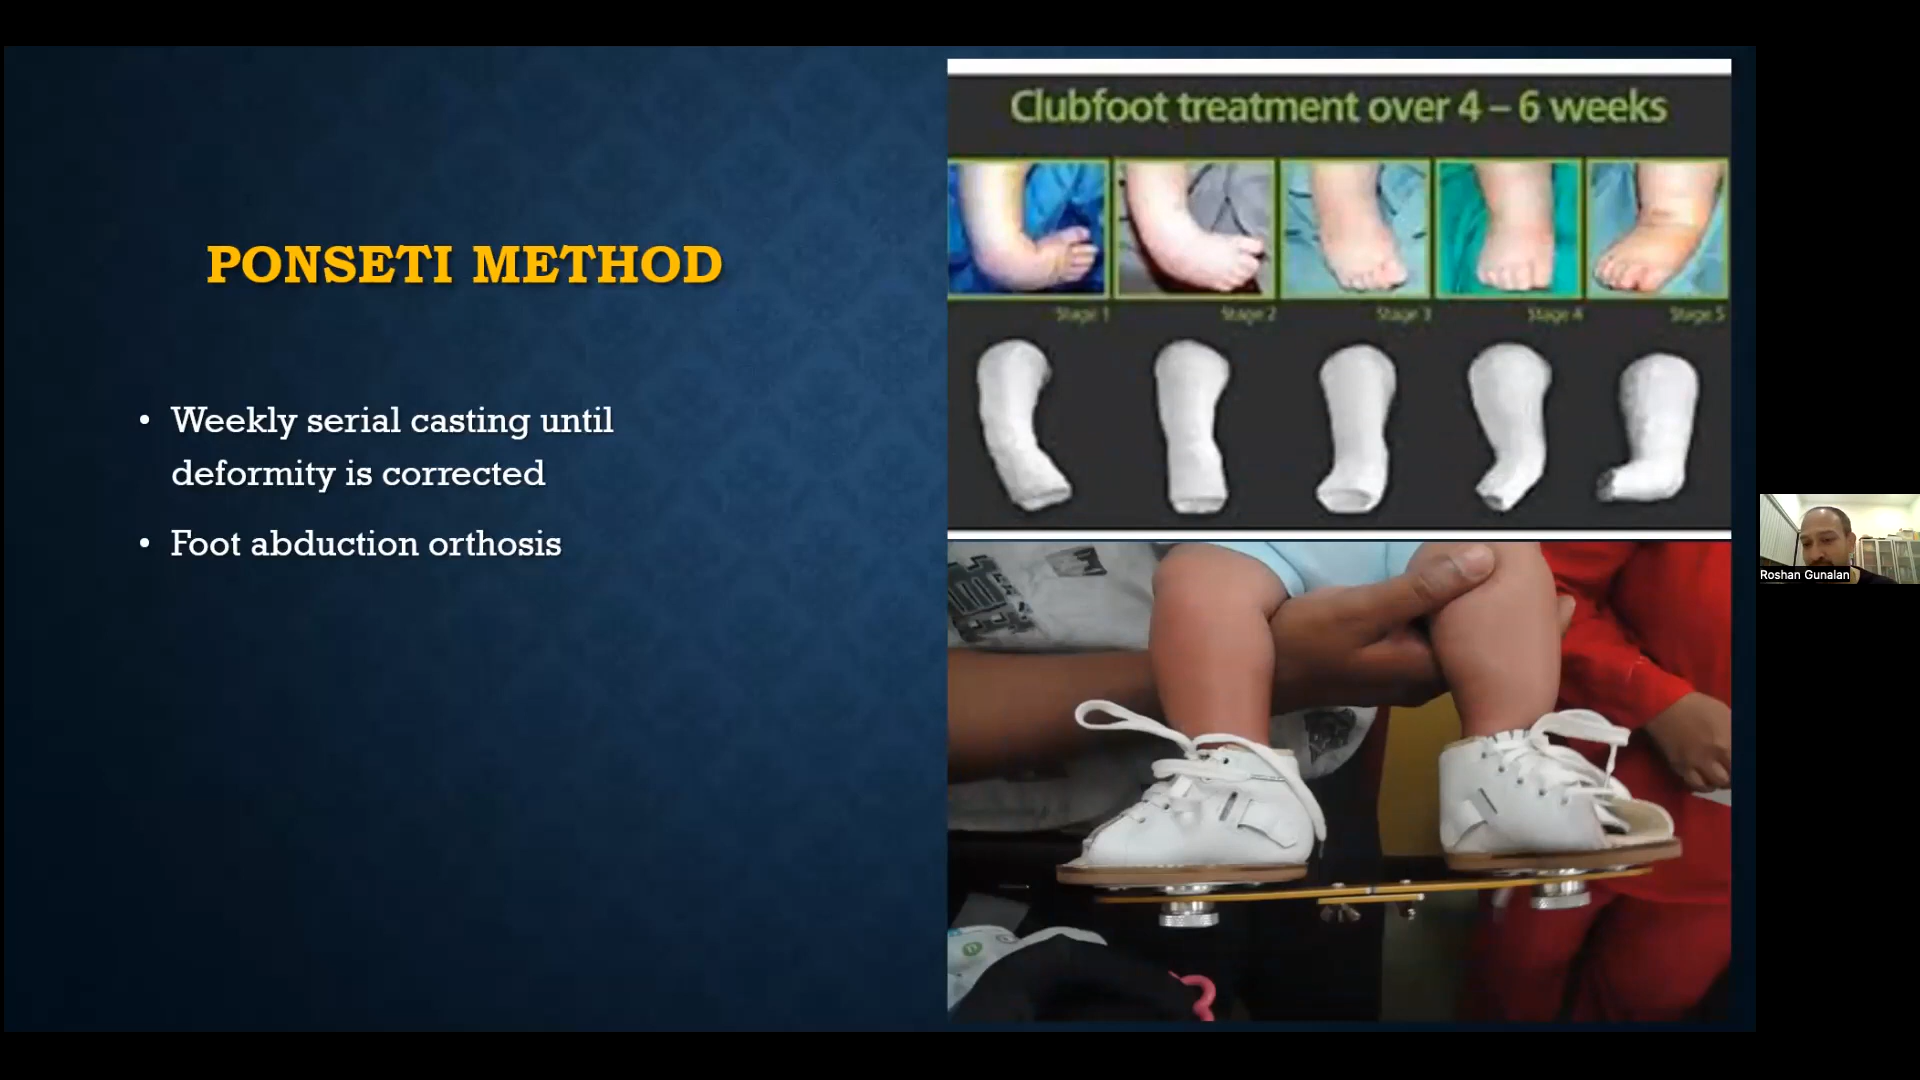 PONSETI METHOD
• Weekly serial casting until
deformity is corrected
• Foot abduction orthosis
Clubfoot treatment over 4 – 6 weeks
Stage 1
Stage 2
Stage 3
Stage 4
Stage 5
Roshan Gunalan